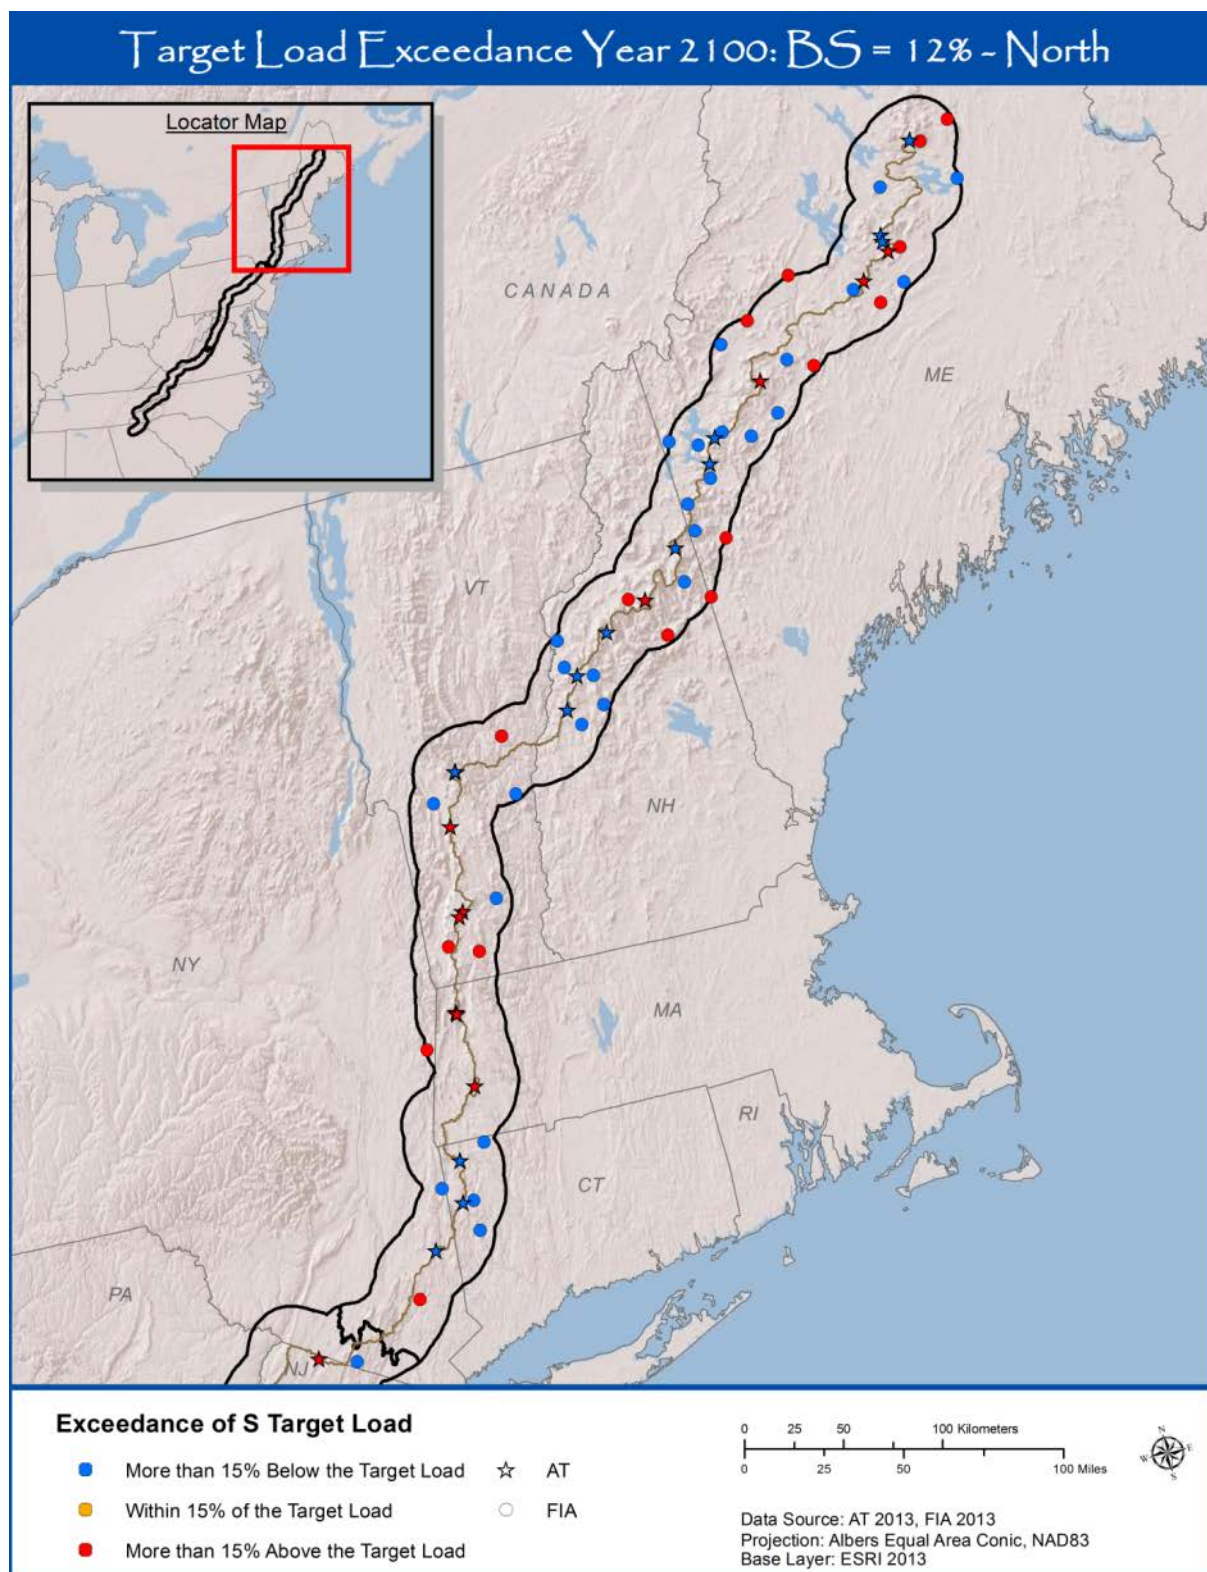 Target Load Exceedance Year 2100: BS = 12% - North
Locator Map
CANADA
ME
VT
NH
NY
MA
RI
CT
PA
NJ
Exceedance of S Target Load
More than 15% Below the Target Load
AT
Within 15% of the Target Load
FIA
More than 15% Above the Target Load
0 25 50 100 Kilometers
0 25 50 100 Miles
N
W E
S
Data Source: AT 2013, FIA 2013
Projection: Albers Equal Area Conic, NAD83
Base Layer: ESRI 2013